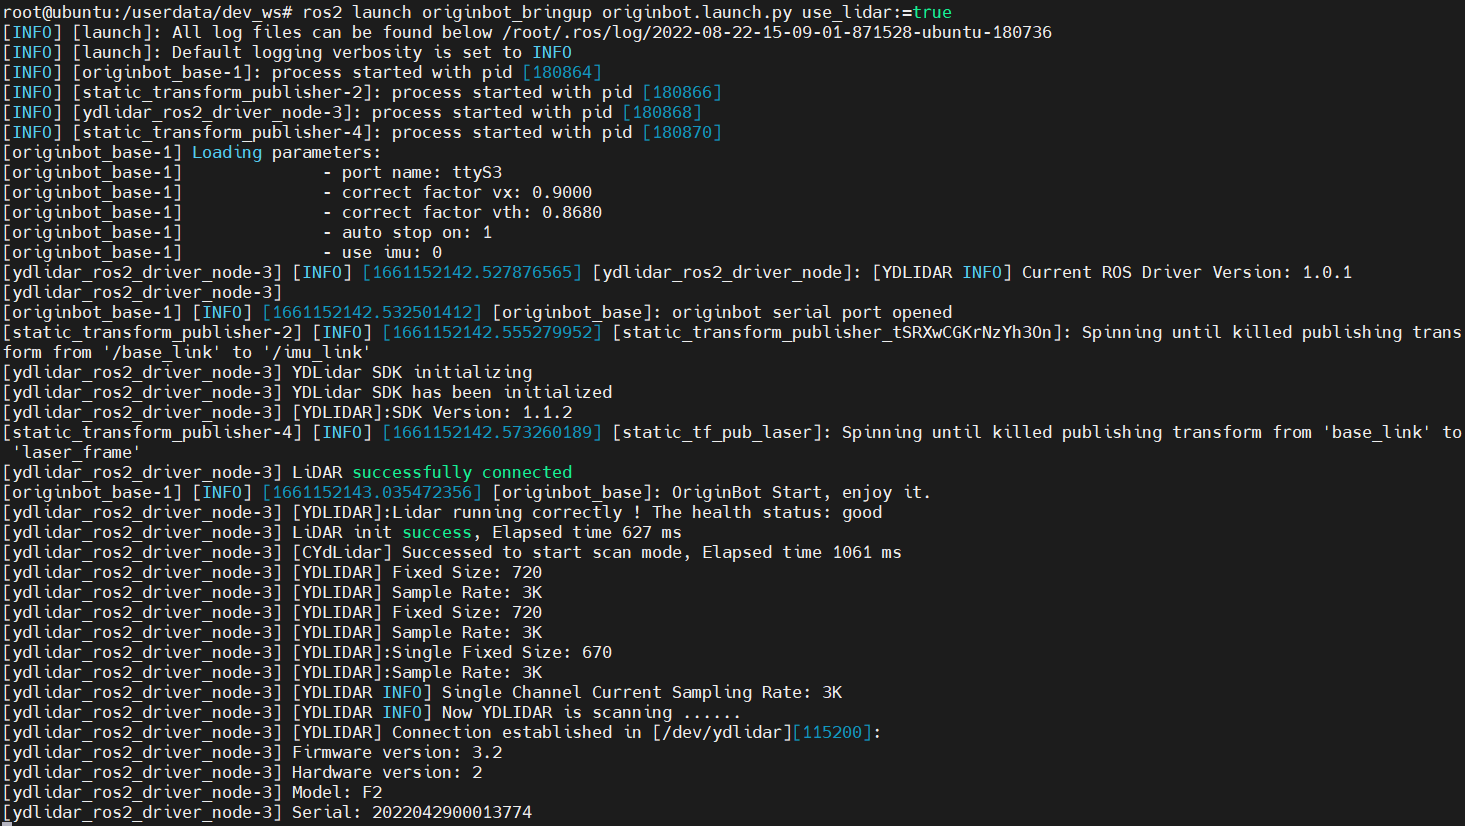 root@ubuntu:/userdata/dev_ws# ros2 launch originbot_bringup originbot.launch.py use_lidar:=true
[INFO] [launch]: All log files can be found below /root/.ros/log/2022-08-22-15-09-01-871528-ubuntu-180736
[INFO] [launch]: Default logging verbosity is set to INFO
[INFO] [originbot_base-1]: process started with pid [180864]
[INFO] [static_transform_publisher-2]: process started with pid [180866]
[INFO] [ydlidar_ros2_driver_node-3]: process started with pid [180868]
[INFO] [static_transform_publisher-4]: process started with pid [180870]
[originbot_base-1] Loading parameters:
[originbot_base-1]              - port name: ttyS3
[originbot_base-1]              - correct factor vx: 0.9000
[originbot_base-1]              - correct factor vth: 0.8680
[originbot_base-1]              - auto stop on: 1
[originbot_base-1]              - use imu: 0
[ydlidar_ros2_driver_node-3] [INFO] [1661152142.527876565] [ydlidar_ros2_driver_node]: [YDLIDAR INFO] Current ROS Driver Version: 1.0.1
[ydlidar_ros2_driver_node-3]
[originbot_base-1] [INFO] [1661152142.532501412] [originbot_base]: originbot serial port opened
[static_transform_publisher-2] [INFO] [1661152142.555279952] [static_transform_publisher_tSRXwCGKrNzYh3On]: Spinning until killed publishing trans
form from '/base_link' to '/imu_link'
[ydlidar_ros2_driver_node-3] YDLidar SDK initializing
[ydlidar_ros2_driver_node-3] YDLidar SDK has been initialized
[ydlidar_ros2_driver_node-3] [YDLIDAR]:SDK Version: 1.1.2
[static_transform_publisher-4] [INFO] [1661152142.573260189] [static_tf_pub_laser]: Spinning until killed publishing transform from 'base_link' to
 'laser_frame'
[ydlidar_ros2_driver_node-3] LiDAR successfully connected
[originbot_base-1] [INFO] [1661152143.035472356] [originbot_base]: OriginBot Start, enjoy it.
[ydlidar_ros2_driver_node-3] [YDLIDAR]:Lidar running correctly ! The health status: good
[ydlidar_ros2_driver_node-3] LiDAR init success, Elapsed time 627 ms
[ydlidar_ros2_driver_node-3] [CYdLidar] Successed to start scan mode, Elapsed time 1061 ms
[ydlidar_ros2_driver_node-3] [YDLIDAR] Fixed Size: 720
[ydlidar_ros2_driver_node-3] [YDLIDAR] Sample Rate: 3K
[ydlidar_ros2_driver_node-3] [YDLIDAR] Fixed Size: 720
[ydlidar_ros2_driver_node-3] [YDLIDAR] Sample Rate: 3K
[ydlidar_ros2_driver_node-3] [YDLIDAR]:Single Fixed Size: 670
[ydlidar_ros2_driver_node-3] [YDLIDAR]:Sample Rate: 3K
[ydlidar_ros2_driver_node-3] [YDLIDAR INFO] Single Channel Current Sampling Rate: 3K
[ydlidar_ros2_driver_node-3] [YDLIDAR INFO] Now YDLIDAR is scanning ......
[ydlidar_ros2_driver_node-3] [YDLIDAR] Connection established in [/dev/ydlidar][115200]:
[ydlidar_ros2_driver_node-3] Firmware version: 3.2
[ydlidar_ros2_driver_node-3] Hardware version: 2
[ydlidar_ros2_driver_node-3] Model: F2
[ydlidar_ros2_driver_node-3] Serial: 2022042900013774